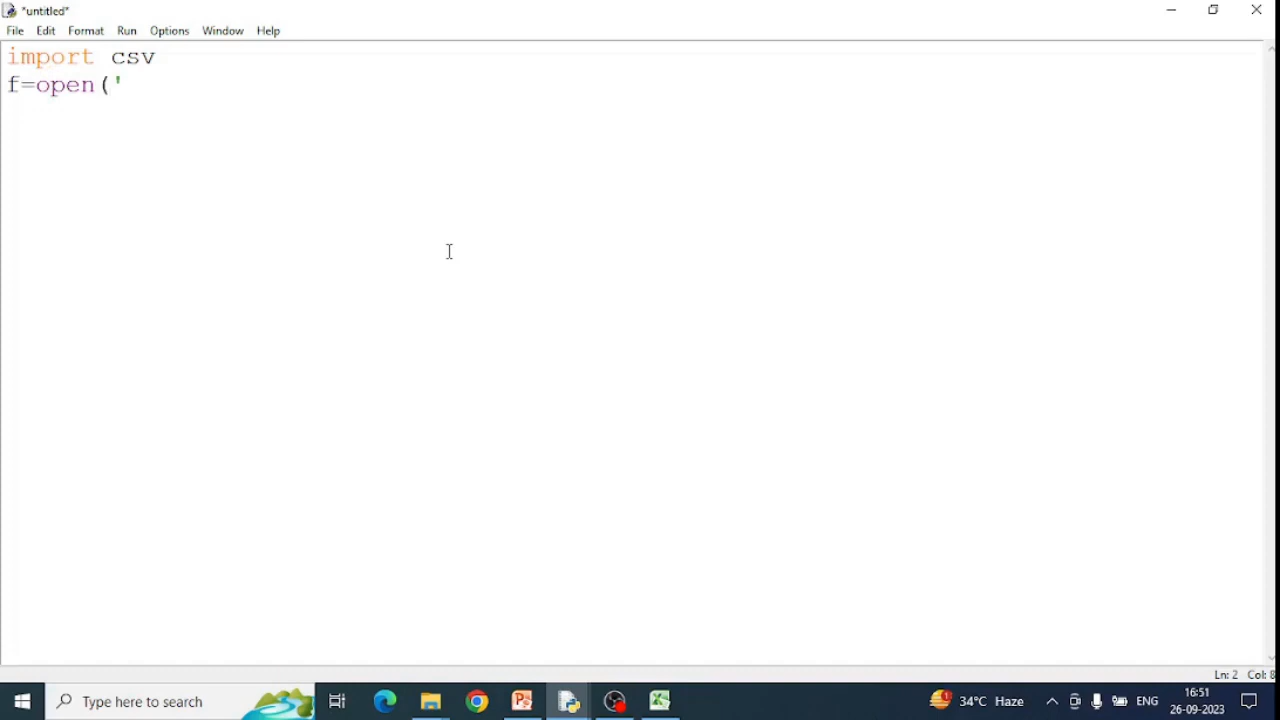 *untitled*
File Edit Format Run Options Window Help
import csv
f=open('
Ln: 2 Col: 8
Type here to search
34°C Haze
ENG
16:51
26-09-2023